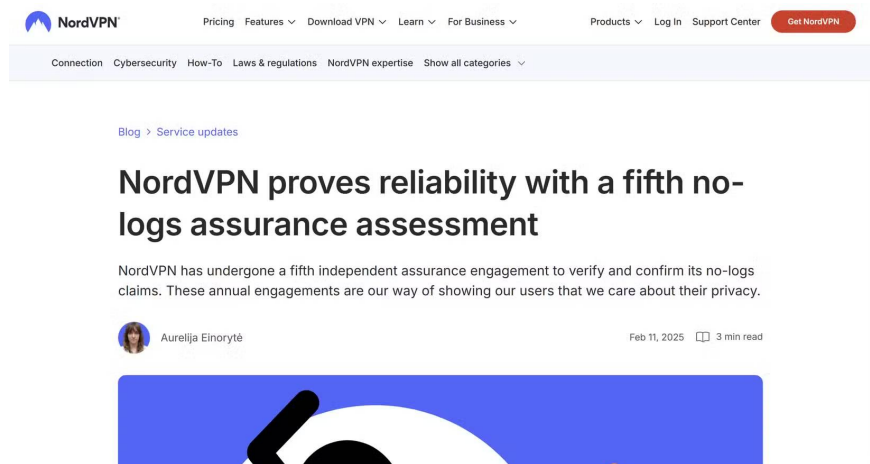 NordVPN®
Pricing Features Download VPN Learn For Business Products Log In Support Center Get NordVPN
Connection Cybersecurity How-To Laws & regulations NordVPN expertise Show all categories
Blog > Service updates
NordVPN proves reliability with a fifth no-
logs assurance assessment
NordVPN has undergone a fifth independent assurance engagement to verify and confirm its no-logs
claims. These annual engagements are our way of showing our users that we care about their privacy.
Aurelija Einorytė Feb 11, 2025 3 min read